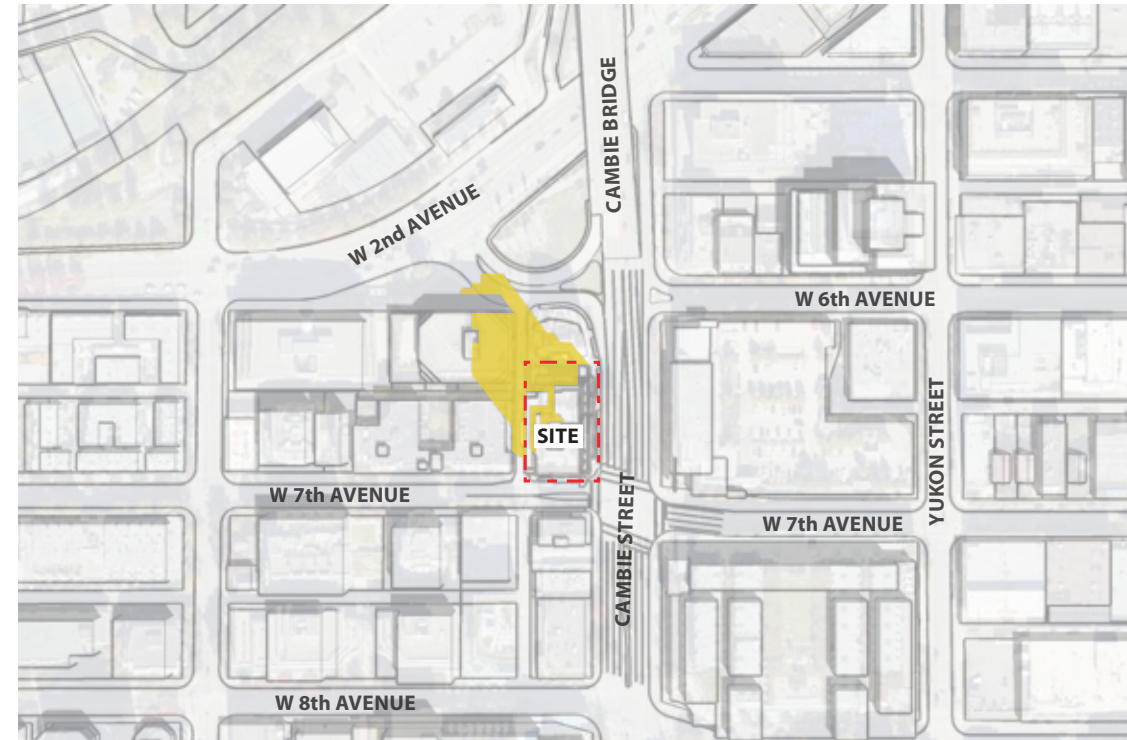 CAMBIE BRIDGE
W 2nd AVENUE
W 6th AVENUE
YUKON STREET
SITE
W 7th AVENUE
CAMBIE STREET
W 7th AVENUE
W 8th AVENUE